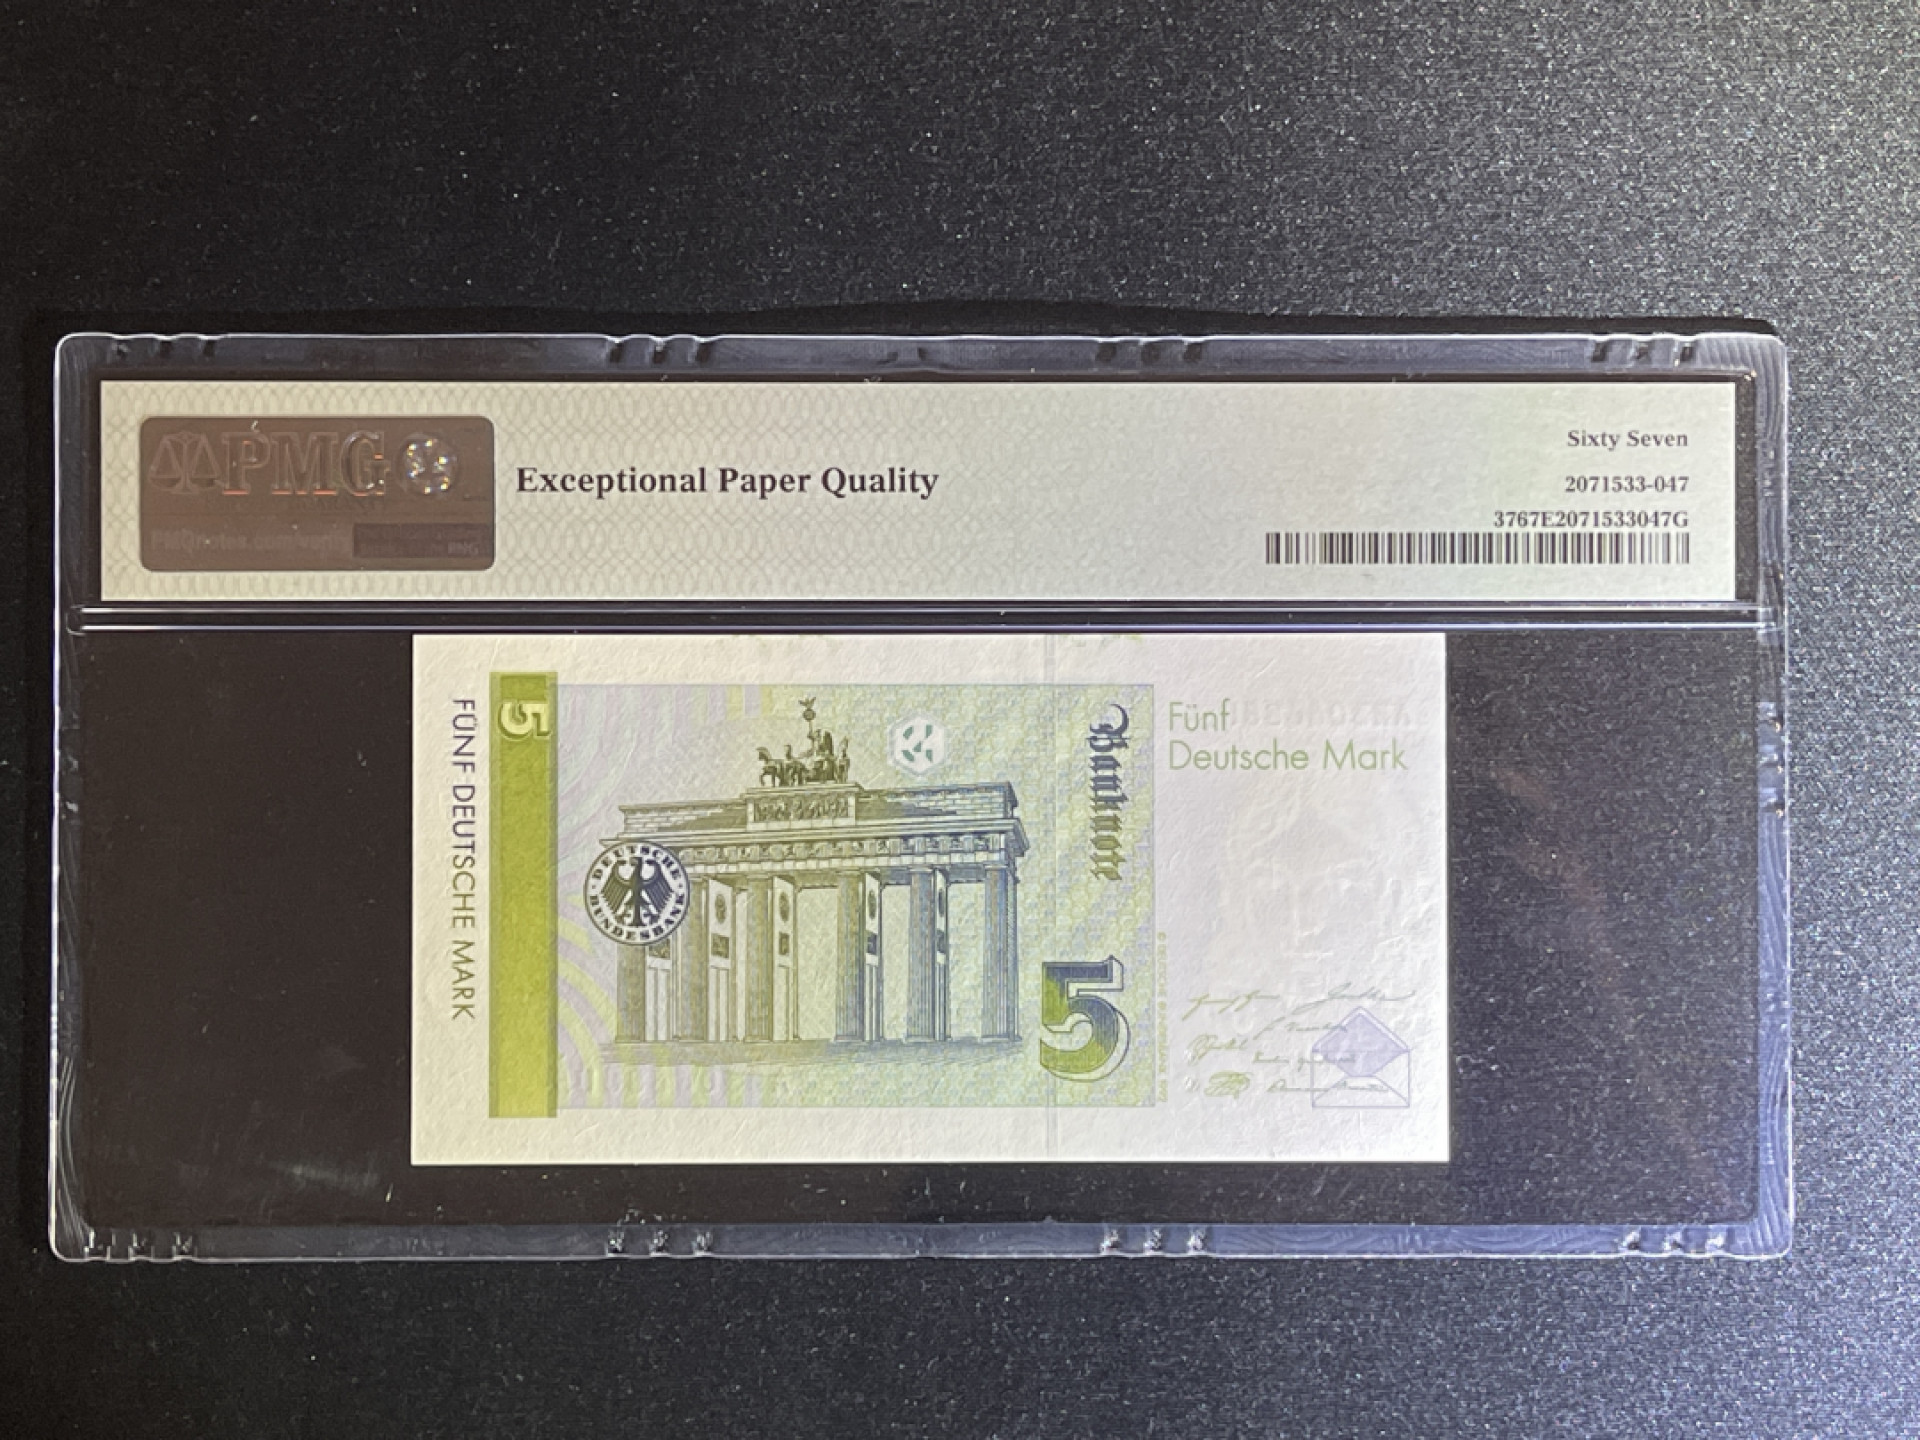 PMG
Exceptional Paper Quality
Sixty Seven
2071533-047
3767E2071533047G
FÜNF DEUTSCHE MARK
5
DEUTSCHE BUNDESBANK
Banknote
5
Fünf
Deutsche Mark